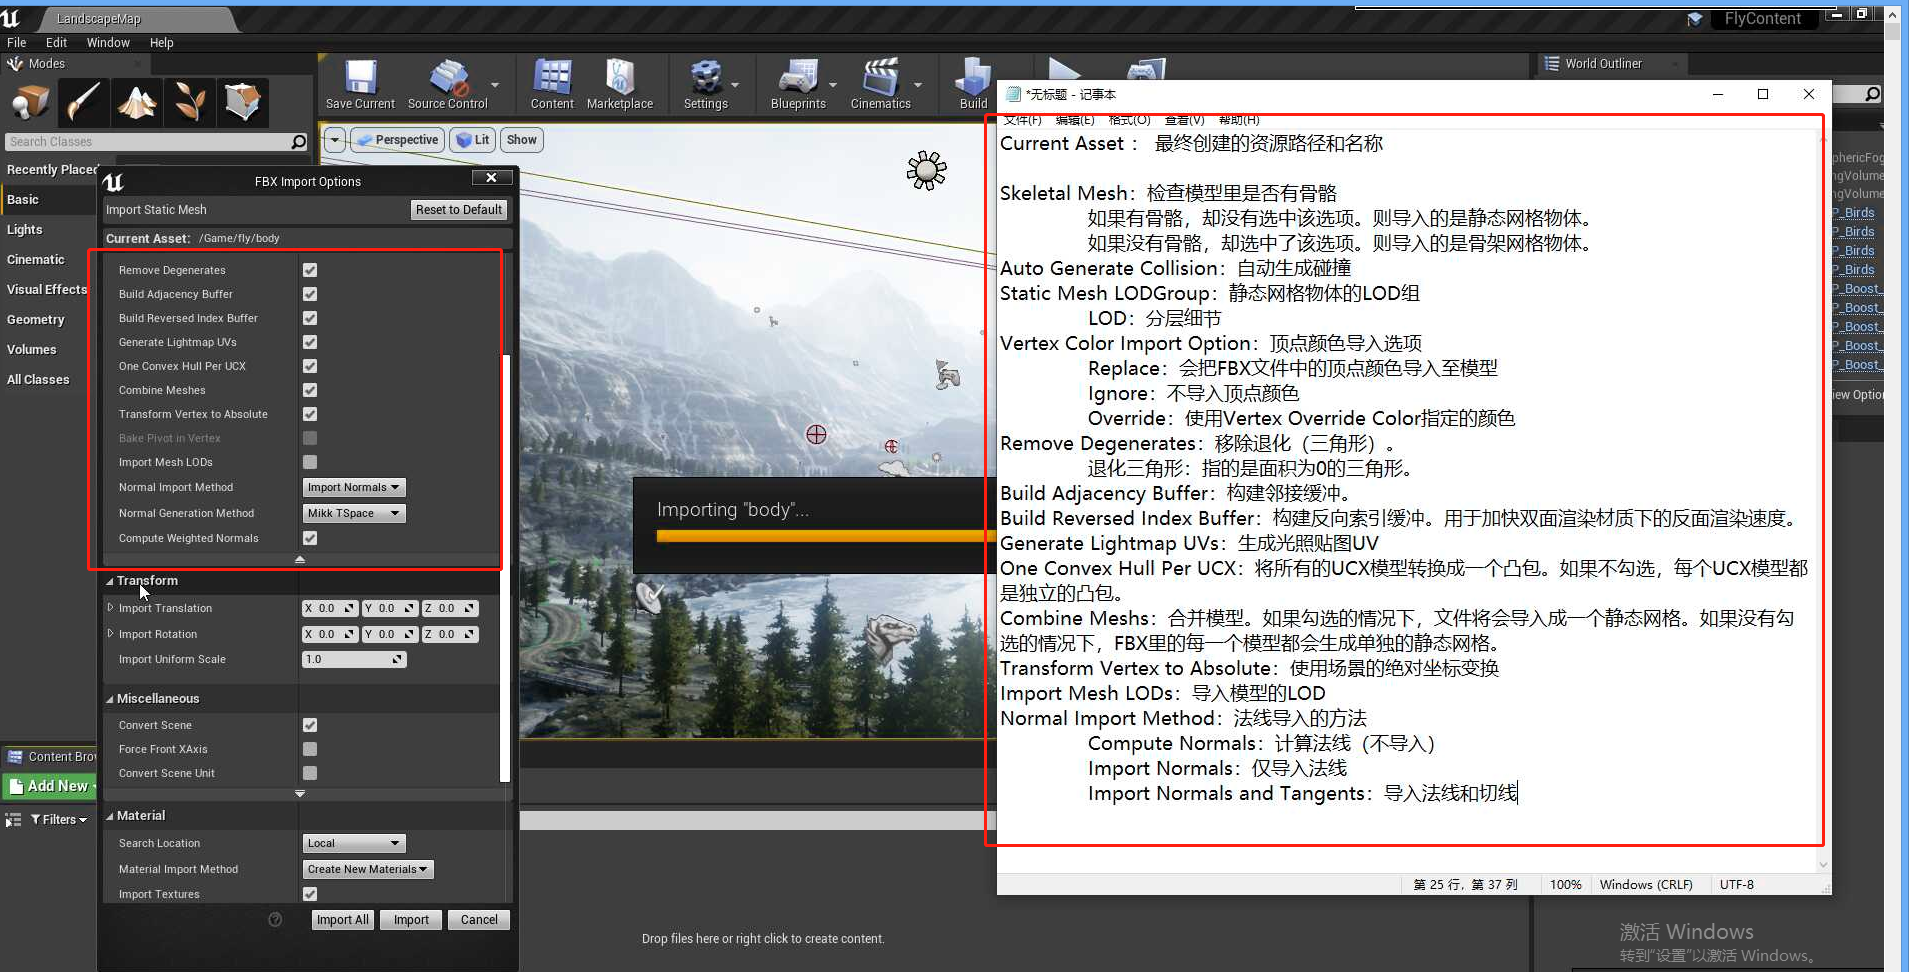 LandscapeMap
FlyContent
File Edit Window Help
Modes
World Outliner
Save Current
Source Control
Content
Marketplace
Settings
Blueprints
Cinematics
Build
Search Classes
Perspective
Lit
Show
Recently Placed
Basic
Lights
Cinematic
Visual Effects
Geometry
Volumes
All Classes
FBX Import Options
Import Static Mesh
Reset to Default
Current Asset: /Game/fly/body
Remove Degenerates
Build Adjacency Buffer
Build Reversed Index Buffer
Generate Lightmap UVs
One Convex Hull Per UCX
Combine Meshes
Transform Vertex to Absolute
Bake Pivot in Vertex
Import Mesh LODs
Normal Import Method Import Normals
Normal Generation Method Mikk TSpace
Compute Weighted Normals
Transform
Import Translation X 0.0 Y 0.0 Z 0.0
Import Rotation X 0.0 Y 0.0 Z 0.0
Import Uniform Scale 1.0
Miscellaneous
Convert Scene
Force Front XAxis
Convert Scene Unit
Material
Search Location Local
Material Import Method Create New Materials
Import Textures
Import All Import Cancel
Content Brow
Add New
Filters
Importing "body"...
Drop files here or right click to create content.
*无标题 - 记事本
文件(F) 编辑(E) 格式(O) 查看(V) 帮助(H)
Current Asset ： 最终创建的资源路径和名称
Skeletal Mesh：检查模型里是否有骨骼
如果有骨骼，却没有选中该选项。则导入的是静态网格物体。
如果没有骨骼，却选中了该选项。则导入的是骨架网格物体。
Auto Generate Collision：自动生成碰撞
Static Mesh LODGroup：静态网格物体的LOD组
LOD：分层细节
Vertex Color Import Option：顶点颜色导入选项
Replace：会把FBX文件中的顶点颜色导入至模型
Ignore：不导入顶点颜色
Override：使用Vertex Override Color指定的颜色
Remove Degenerates：移除退化（三角形）。
退化三角形：指的是面积为0的三角形。
Build Adjacency Buffer：构建邻接缓冲。
Build Reversed Index Buffer：构建反向索引缓冲。用于加快双面渲染材质下的反面渲染速度。
Generate Lightmap UVs：生成光照贴图UV
One Convex Hull Per UCX：将所有的UCX模型转换成一个凸包。如果不勾选，每个UCX模型都
是独立的凸包。
Combine Meshs：合并模型。如果勾选的情况下，文件将会导入成一个静态网格。如果没有勾
选的情况下，FBX里的每一个模型都会生成单独的静态网格。
Transform Vertex to Absolute：使用场景的绝对坐标变换
Import Mesh LODs：导入模型的LOD
Normal Import Method：法线导入的方法
Compute Normals：计算法线（不导入）
Import Normals：仅导入法线
Import Normals and Tangents：导入法线和切线
第 25 行，第 37 列 100% Windows (CRLF) UTF-8
phericFog
ngVolume
ngVolume
P_Birds
P_Birds
P_Birds
P_Birds
P_Boost_
P_Boost_
P_Boost_
P_Boost_
P_Boost_
iew Option
激活 Windows
转到"设置"以激活 Windows。